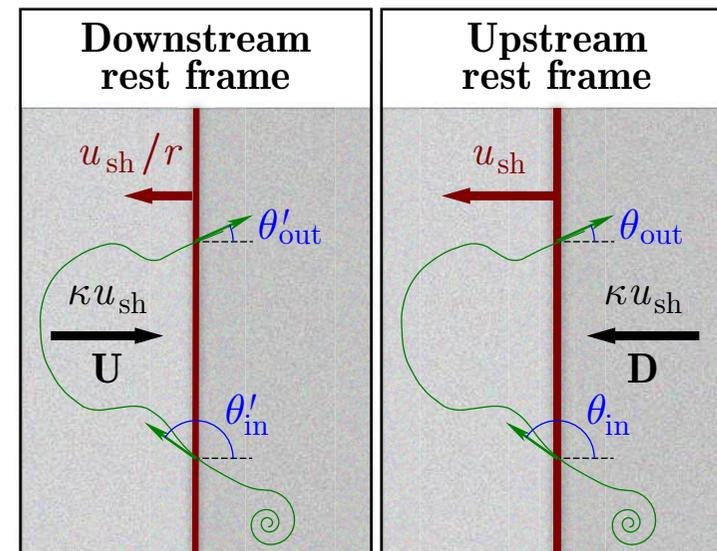 Downstream
rest frame
u_sh/r
θ′_out
κu_sh
U
θ′_in
Upstream
rest frame
u_sh
θ_out
κu_sh
D
θ_in